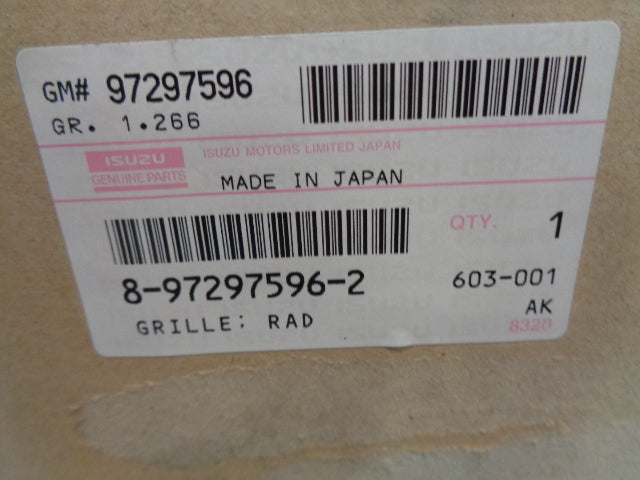 GM# 97297596
GR. 1.266
ISUZU
GENUINE PARTS
ISUZU MOTORS LIMITED JAPAN
MADE IN JAPAN
QTY. 1
8-97297596-2
603-001
GRILLE: RAD
AK
8320